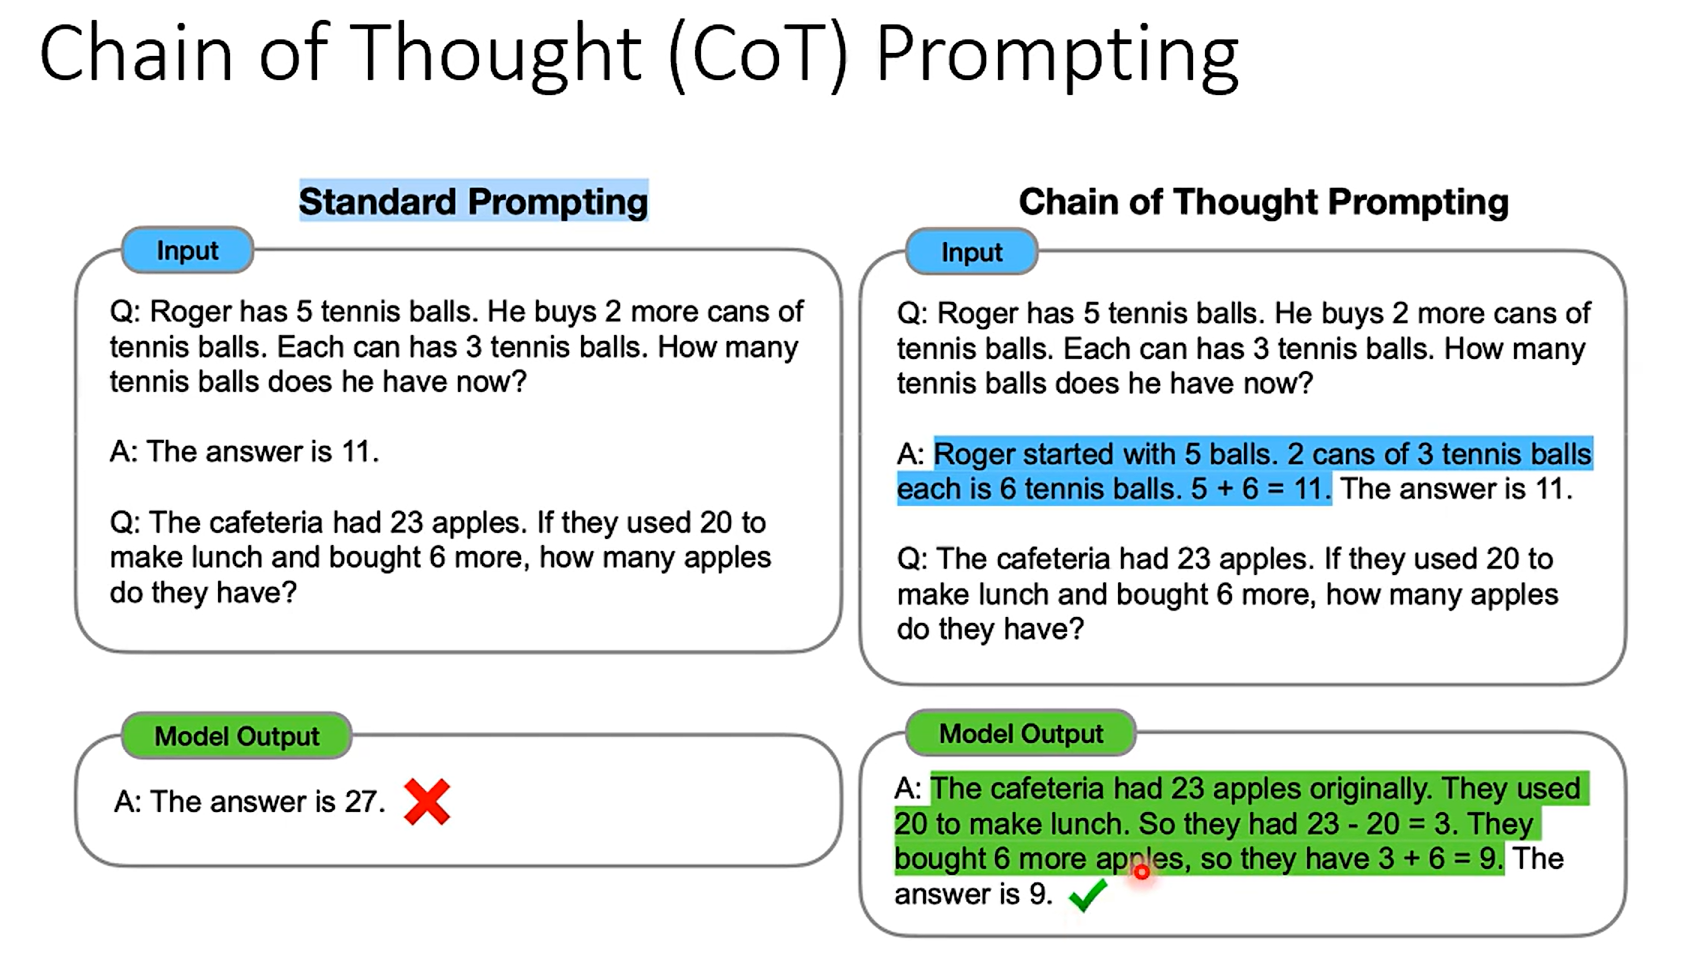 Chain of Thought (CoT) Prompting
Standard Prompting
Input
Q: Roger has 5 tennis balls. He buys 2 more cans of
tennis balls. Each can has 3 tennis balls. How many
tennis balls does he have now?
A: The answer is 11.
Q: The cafeteria had 23 apples. If they used 20 to
make lunch and bought 6 more, how many apples
do they have?
Model Output
A: The answer is 27.
Chain of Thought Prompting
Input
Q: Roger has 5 tennis balls. He buys 2 more cans of
tennis balls. Each can has 3 tennis balls. How many
tennis balls does he have now?
A: Roger started with 5 balls. 2 cans of 3 tennis balls
each is 6 tennis balls. 5 + 6 = 11. The answer is 11.
Q: The cafeteria had 23 apples. If they used 20 to
make lunch and bought 6 more, how many apples
do they have?
Model Output
A: The cafeteria had 23 apples originally. They used
20 to make lunch. So they had 23 - 20 = 3. They
bought 6 more apples, so they have 3 + 6 = 9. The
answer is 9.